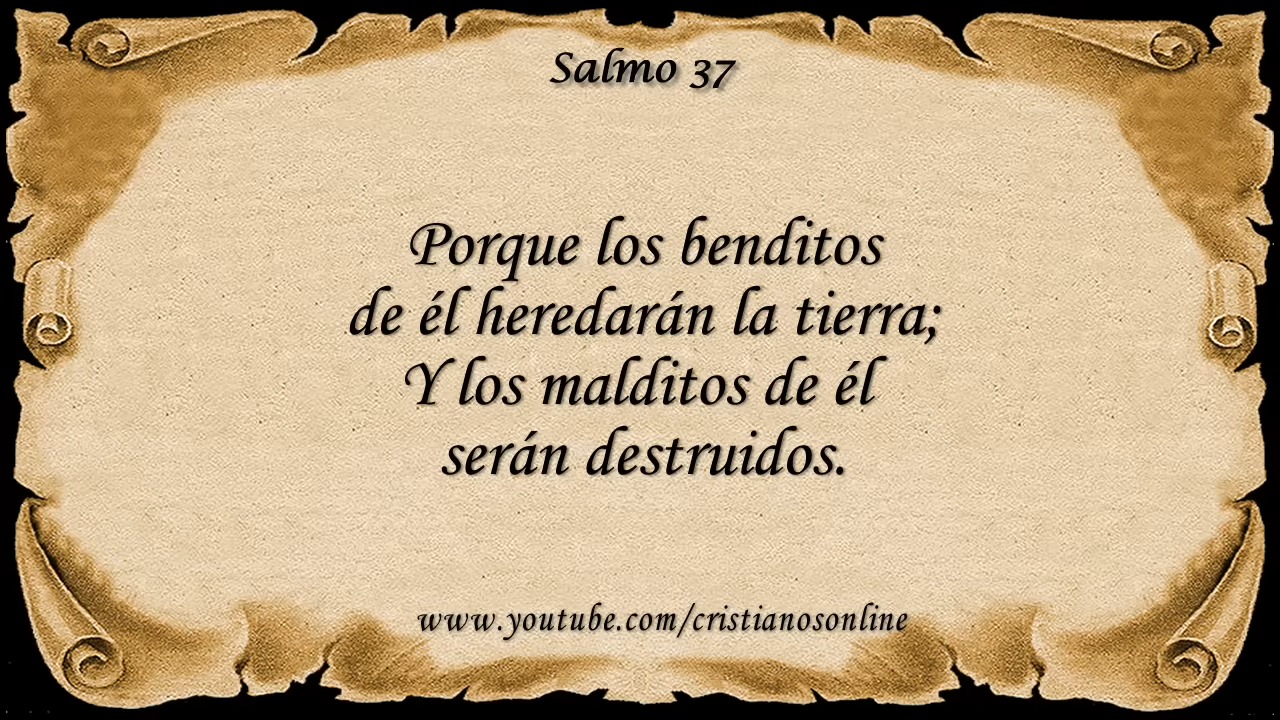 Salmo 37
Porque los benditos
de él heredarán la tierra;
Y los malditos de él
serán destruidos.
www.youtube.com/cristianosonline